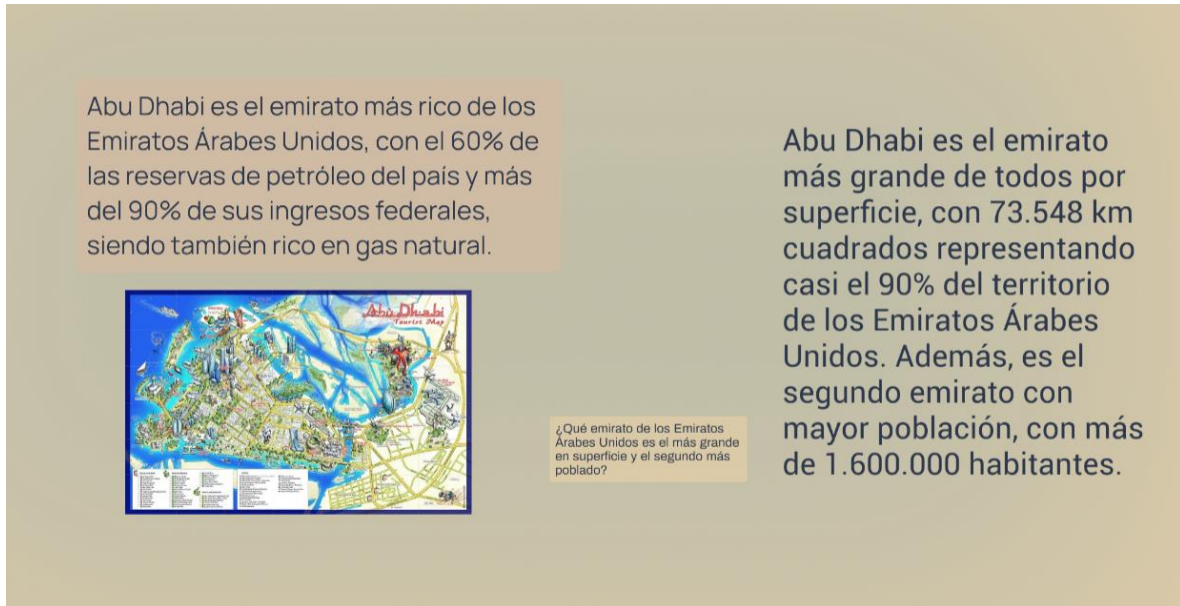 Abu Dhabi es el emirato más rico de los
Emiratos Árabes Unidos, con el 60% de
las reservas de petróleo del país y más
del 90% de sus ingresos federales,
siendo también rico en gas natural.
Abu Dhabi
Tourist Map
¿Qué emirato de los Emiratos
Árabes Unidos es el más grande
en superficie y el segundo más
poblado?
Abu Dhabi es el emirato
más grande de todos por
superficie, con 73.548 km
cuadrados representando
casi el 90% del territorio
de los Emiratos Árabes
Unidos. Además, es el
segundo emirato con
mayor población, con más
de 1.600.000 habitantes.